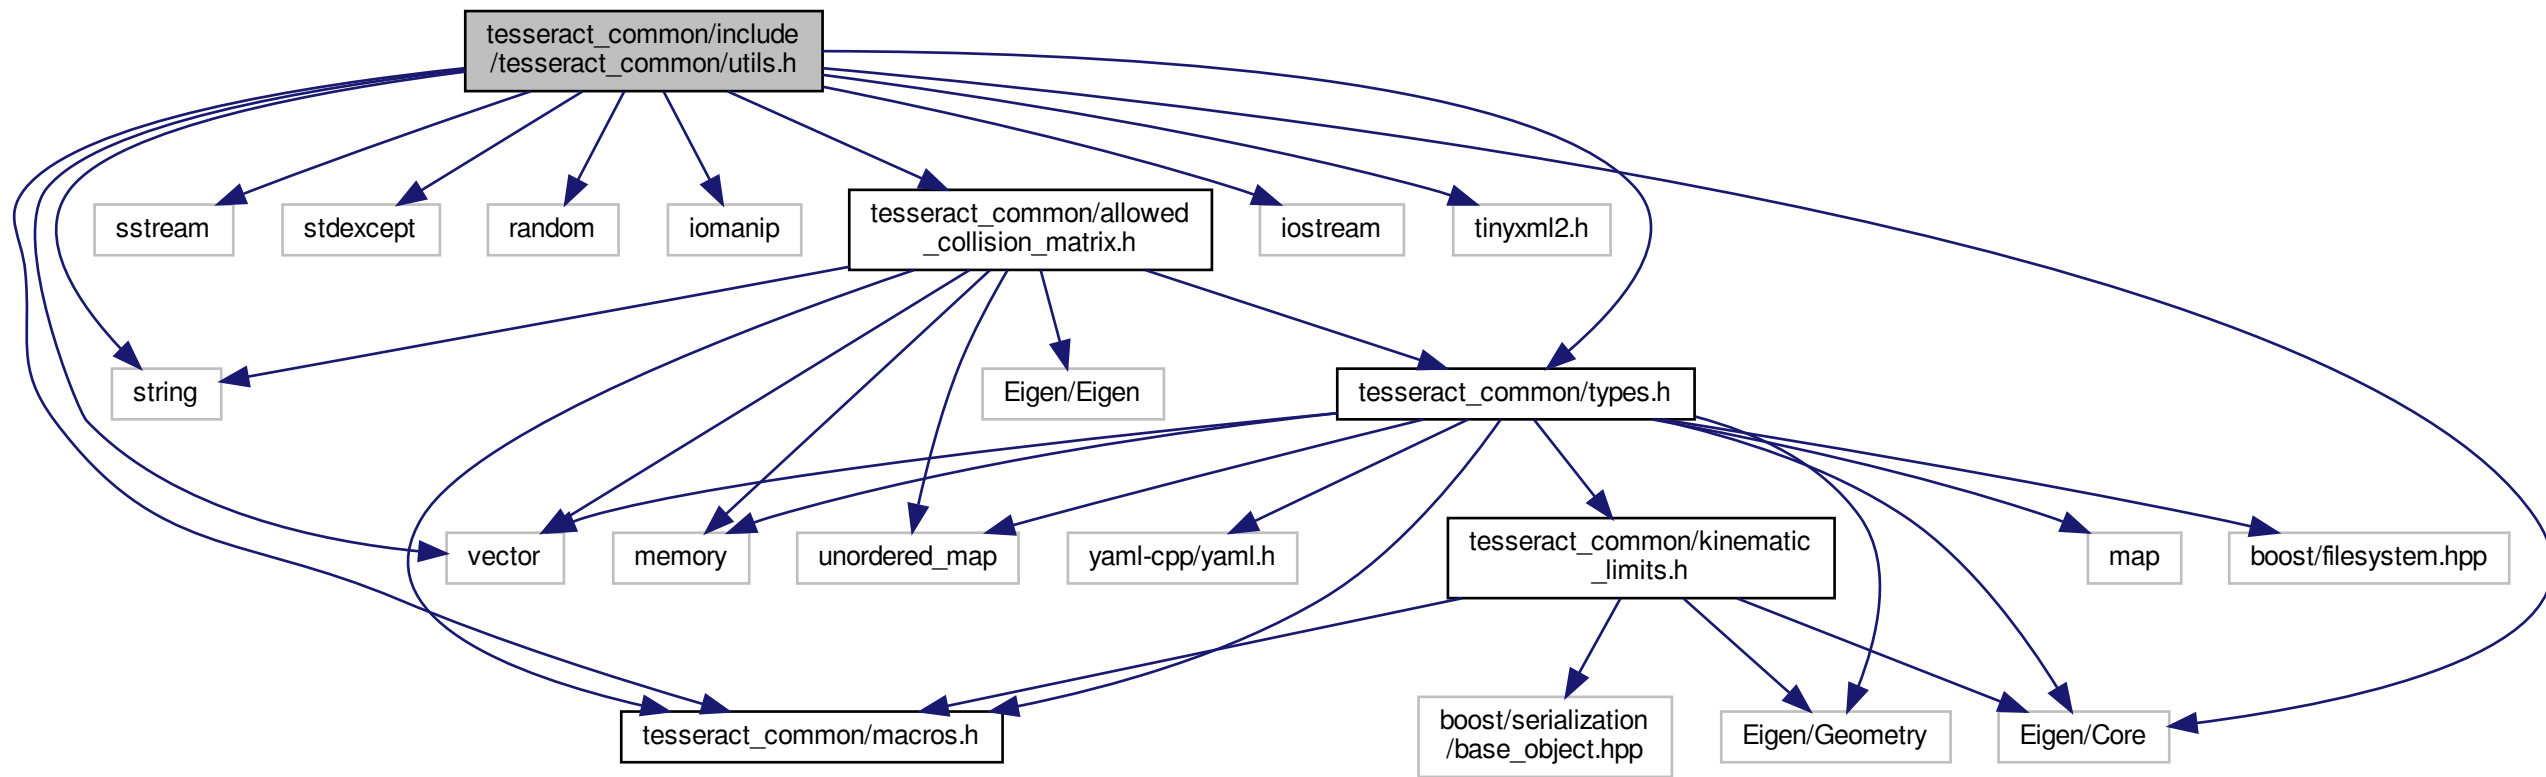 tesseract_common/include
/tesseract_common/utils.h
sstream
stdexcept
random
iomanip
tesseract_common/allowed
_collision_matrix.h
iostream
tinyxml2.h
string
Eigen/Eigen
tesseract_common/types.h
vector
memory
unordered_map
yaml-cpp/yaml.h
tesseract_common/kinematic
_limits.h
map
boost/filesystem.hpp
tesseract_common/macros.h
boost/serialization
/base_object.hpp
Eigen/Geometry
Eigen/Core